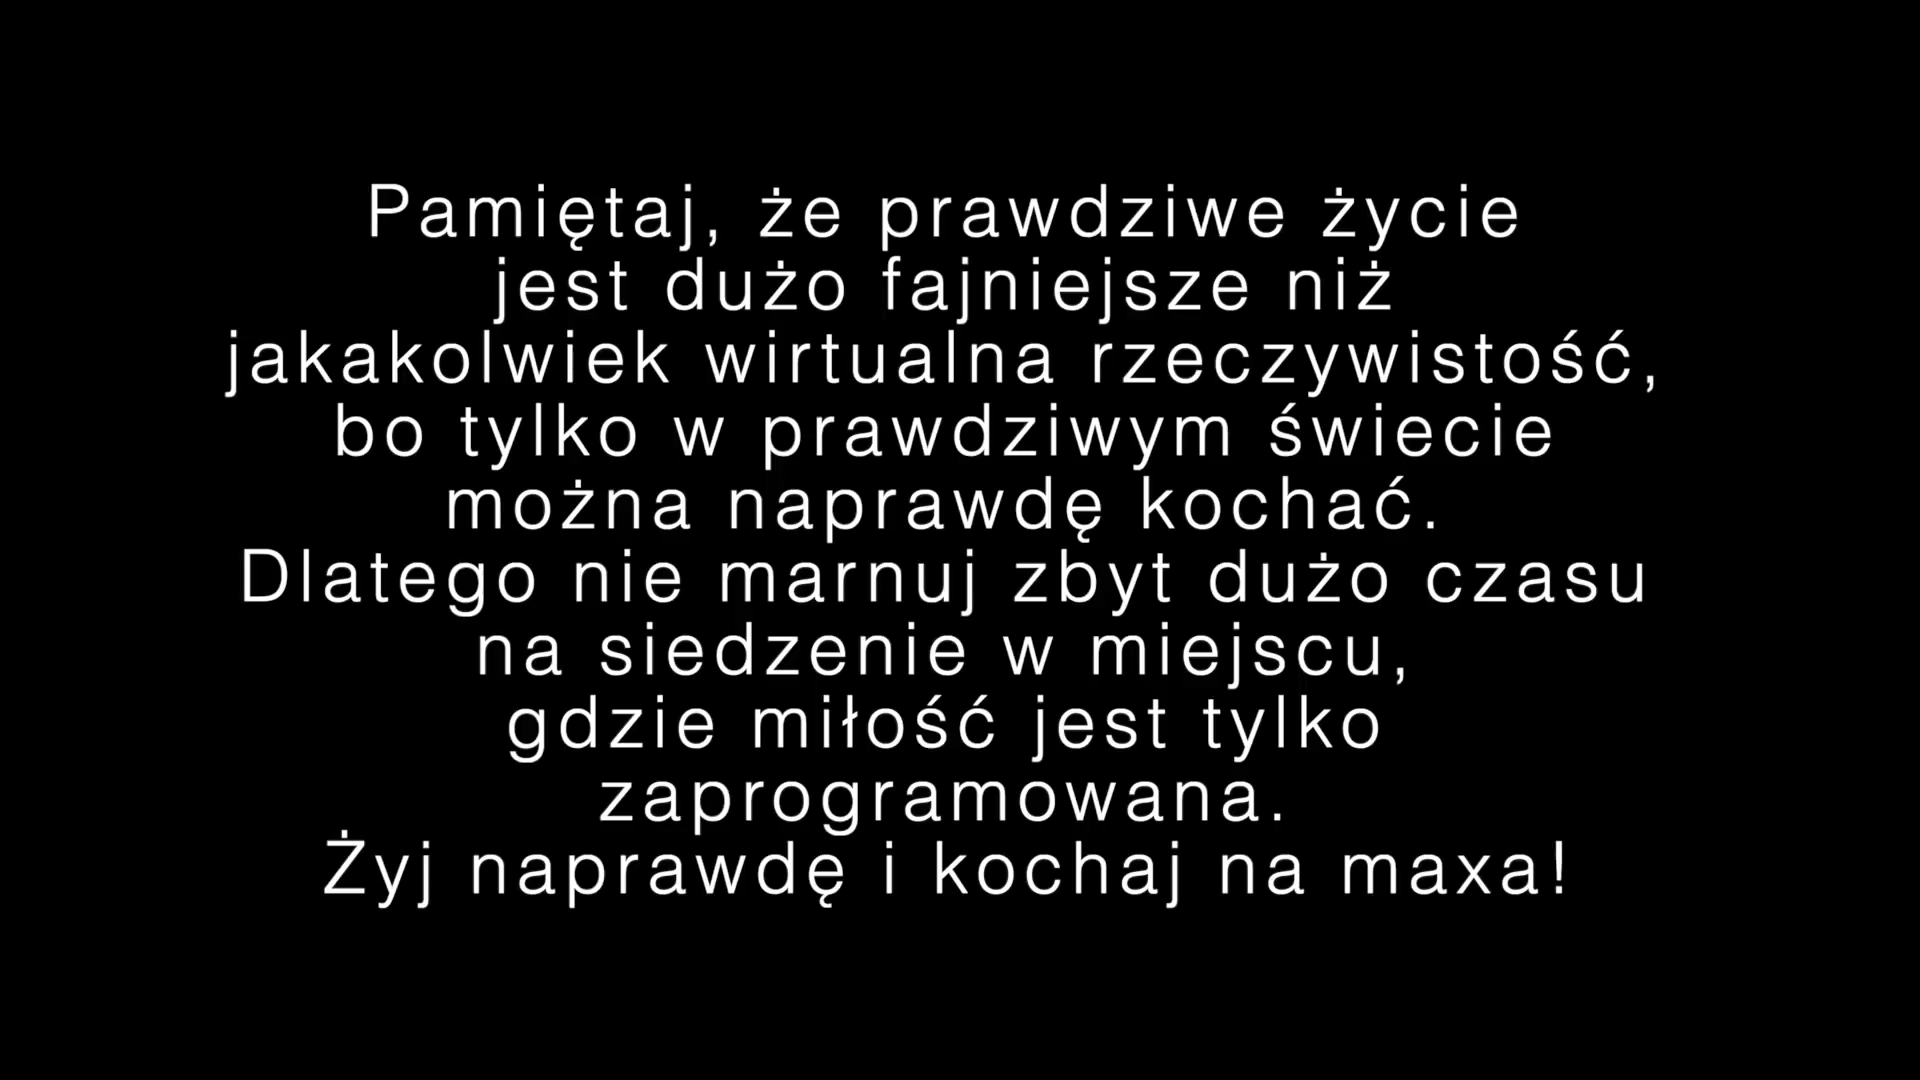 Pamiętaj, że prawdziwe życie
jest dużo fajniejsze niż
jakakolwiek wirtualna rzeczywistość,
bo tylko w prawdziwym świecie
można naprawdę kochać.
Dlatego nie marnuj zbyt dużo czasu
na siedzenie w miejscu,
gdzie miłość jest tylko
zaprogramowana.
Żyj naprawdę i kochaj na maxa!